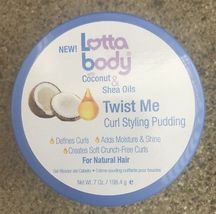 NEW!
Lotta
body
with
Coconut &
Shea Oils
Twist Me
Curl Styling Pudding
Defines Curls
Adds Moisture & Shine
Creates Soft Crunch-Free Curls
For Natural Hair
Net Wt. 7 Oz. / 198.4 g